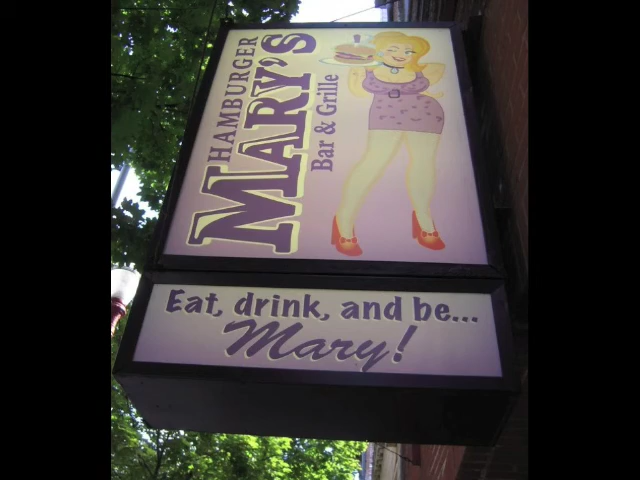 HAMBURGER
MARY'S
Bar & Grille
Eat, drink, and be...
Mary!